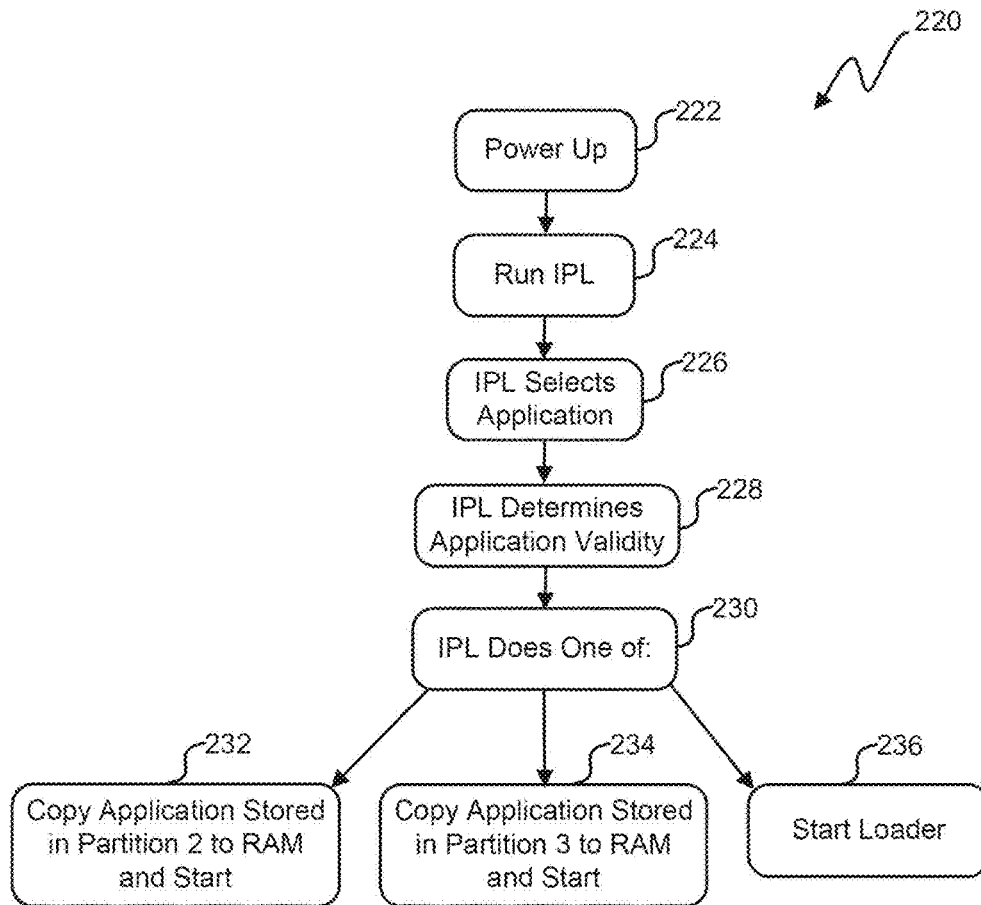 220
222
Power Up
224
Run IPL
226
IPL Selects
Application
228
IPL Determines
Application Validity
230
IPL Does One of:
232
Copy Application Stored
in Partition 2 to RAM
and Start
234
Copy Application Stored
in Partition 3 to RAM
and Start
236
Start Loader